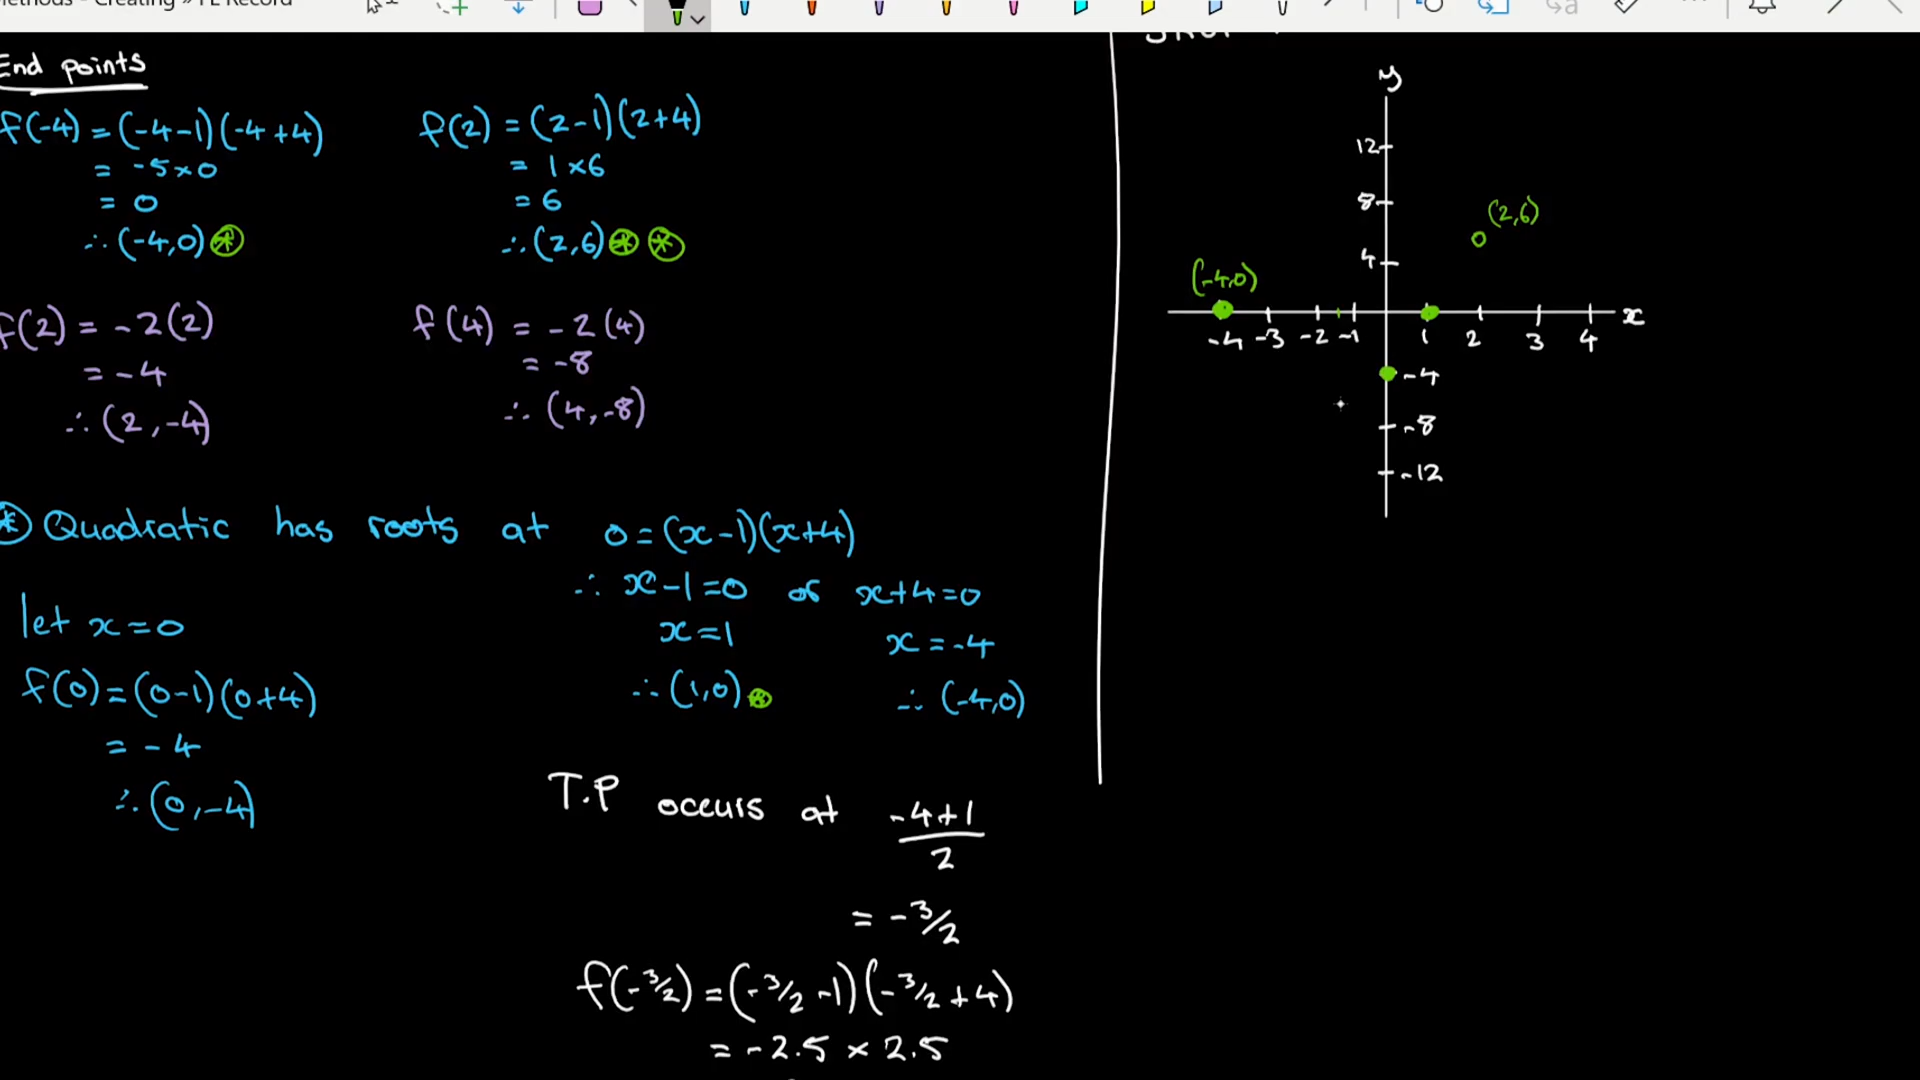 End points
f(-4) = (-4-1)(-4+4)
= -5×0
= 0
∴ (-4,0) *
f(2) = (2-1)(2+4)
= 1×6
= 6
∴ (2,6) * *
f(2) = -2(2)
= -4
∴ (2,-4)
f(4) = -2(4)
= -8
∴ (4,-8)
* Quadratic has roots at 0=(x-1)(x+4)
∴ x-1=0 or x+4=0
x=1 x=-4
∴ (1,0) * ∴ (-4,0)
let x=0
f(0)=(0-1)(0+4)
= -4
∴ (0,-4)
T.P occurs at -4+1
2
= -3/2
f(-3/2) = (-3/2 -1)(-3/2 +4)
= -2.5 × 2.5
y
12
8
(2,6)
4
(-4,0)
x
-4 -3 -2 -1 1 2 3 4
-4
-8
-12